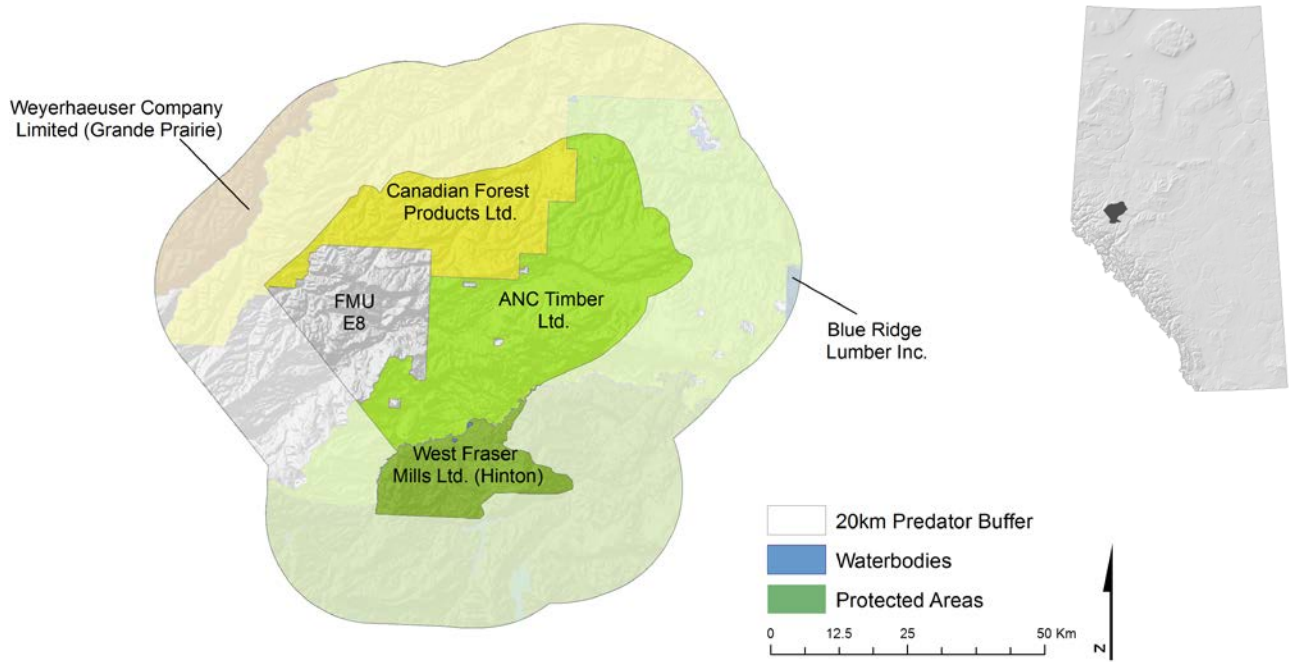 Weyerhaeuser Company
Limited (Grande Prairie)
Canadian Forest
Products Ltd.
FMU
E8
ANC Timber
Ltd.
Blue Ridge
Lumber Inc.
West Fraser
Mills Ltd. (Hinton)
20km Predator Buffer
Waterbodies
Protected Areas
0 12.5 25 50 Km
N